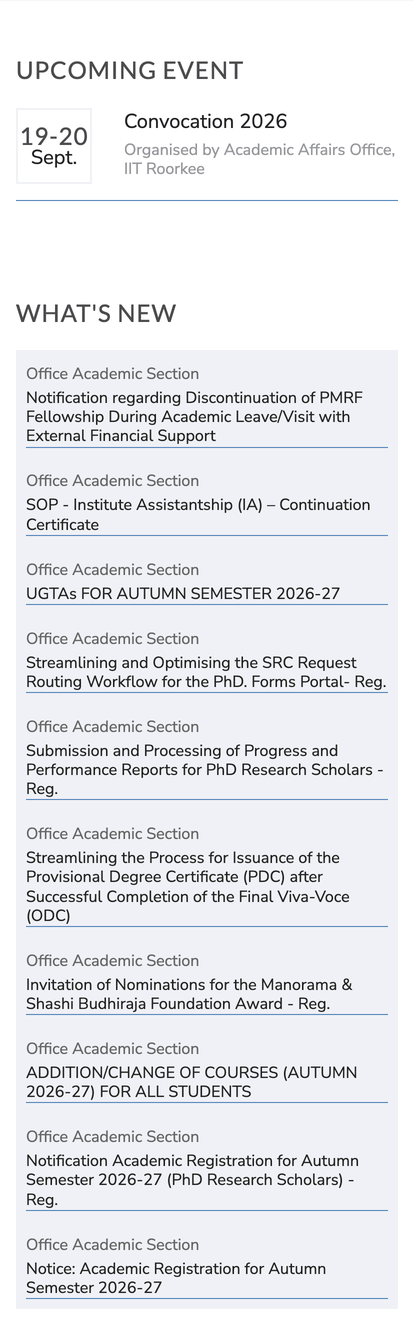 UPCOMING EVENT
19-20
Sept.
Convocation 2026
Organised by Academic Affairs Office,
IIT Roorkee
WHAT'S NEW
Office Academic Section
Notification regarding Discontinuation of PMRF
Fellowship During Academic Leave/Visit with
External Financial Support
Office Academic Section
SOP - Institute Assistantship (IA) – Continuation
Certificate
Office Academic Section
UGTAs FOR AUTUMN SEMESTER 2026-27
Office Academic Section
Streamlining and Optimising the SRC Request
Routing Workflow for the PhD. Forms Portal- Reg.
Office Academic Section
Submission and Processing of Progress and
Performance Reports for PhD Research Scholars -
Reg.
Office Academic Section
Streamlining the Process for Issuance of the
Provisional Degree Certificate (PDC) after
Successful Completion of the Final Viva-Voce
(ODC)
Office Academic Section
Invitation of Nominations for the Manorama &
Shashi Budhiraja Foundation Award - Reg.
Office Academic Section
ADDITION/CHANGE OF COURSES (AUTUMN
2026-27) FOR ALL STUDENTS
Office Academic Section
Notification Academic Registration for Autumn
Semester 2026-27 (PhD Research Scholars) -
Reg.
Office Academic Section
Notice: Academic Registration for Autumn
Semester 2026-27